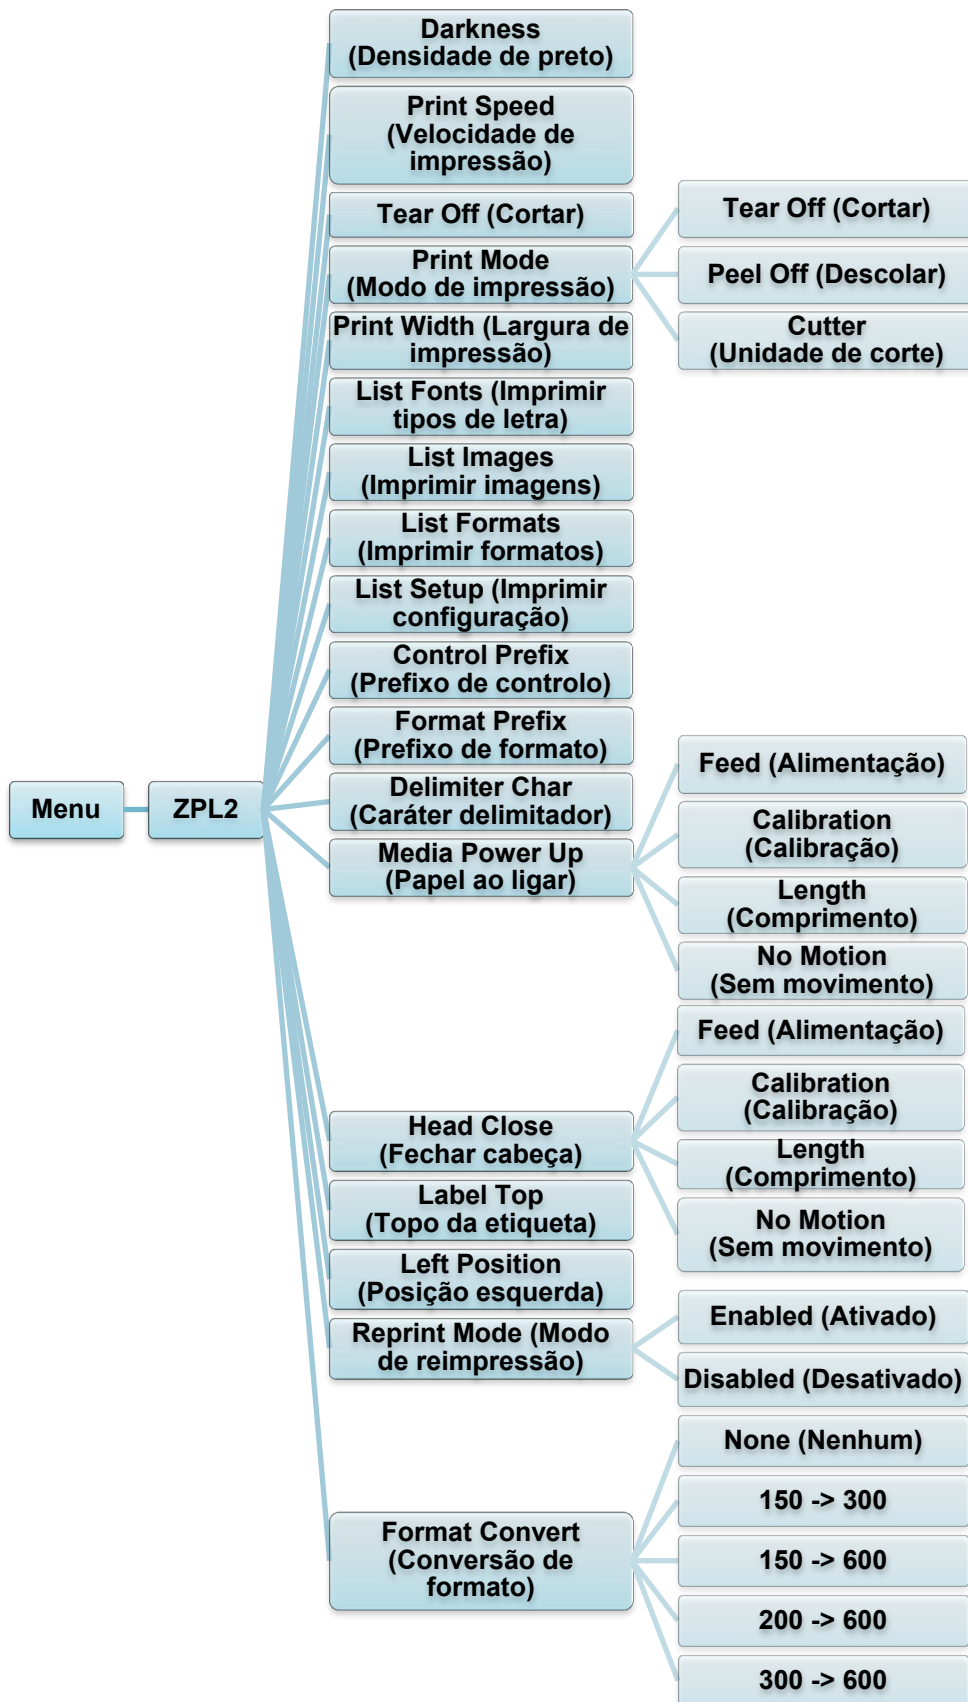 Menu
ZPL2
Darkness
(Densidade de preto)
Print Speed
(Velocidade de
impressão)
Tear Off (Cortar)
Print Mode
(Modo de impressão)
Tear Off (Cortar)
Peel Off (Descolar)
Cutter
(Unidade de corte)
Print Width (Largura de
impressão)
List Fonts (Imprimir
tipos de letra)
List Images
(Imprimir imagens)
List Formats
(Imprimir formatos)
List Setup (Imprimir
configuração)
Control Prefix
(Prefixo de controlo)
Format Prefix
(Prefixo de formato)
Delimiter Char
(Caráter delimitador)
Media Power Up
(Papel ao ligar)
Feed (Alimentação)
Calibration
(Calibração)
Length
(Comprimento)
No Motion
(Sem movimento)
Head Close
(Fechar cabeça)
Feed (Alimentação)
Calibration
(Calibração)
Length
(Comprimento)
No Motion
(Sem movimento)
Label Top
(Topo da etiqueta)
Left Position
(Posição esquerda)
Reprint Mode (Modo
de reimpressão)
Enabled (Ativado)
Disabled (Desativado)
Format Convert
(Conversão de
formato)
None (Nenhum)
150 -> 300
150 -> 600
200 -> 600
300 -> 600